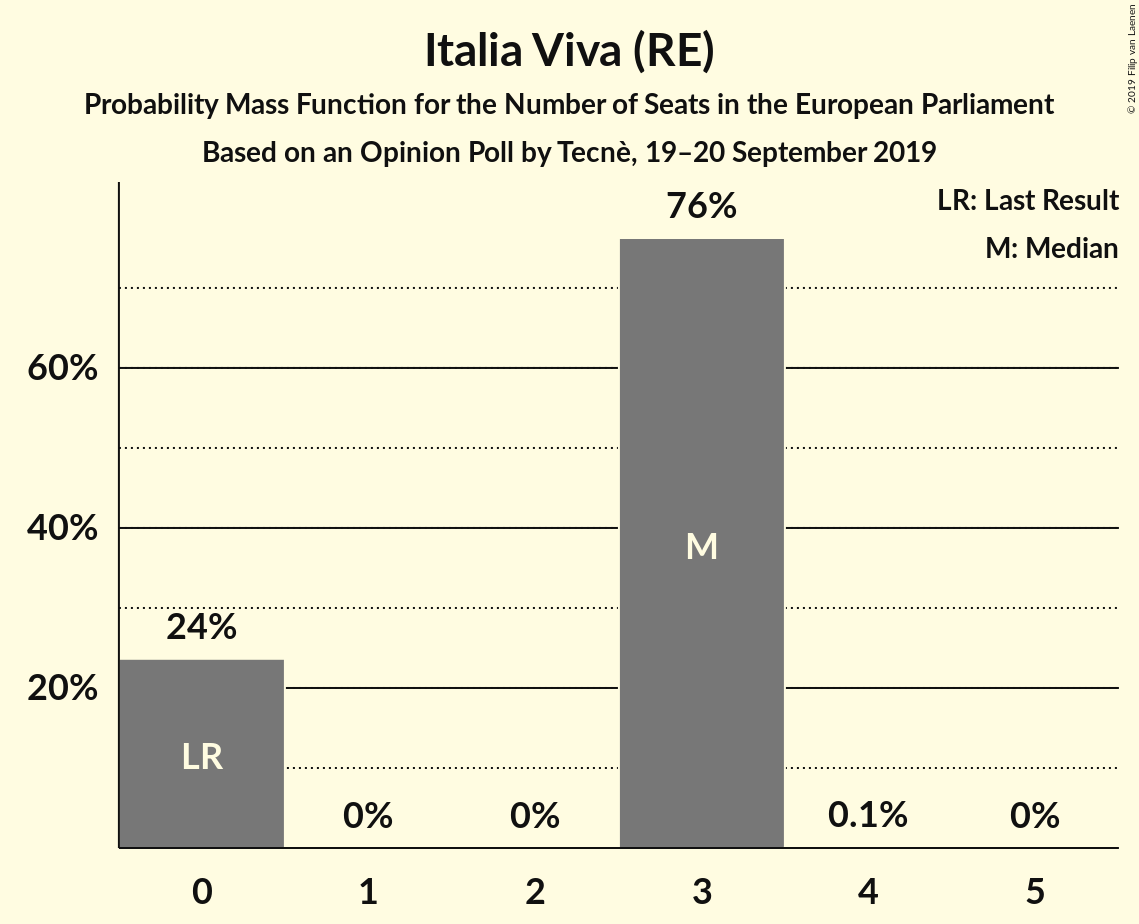 Italia Viva (RE)
Probability Mass Function for the Number of Seats in the European Parliament
Based on an Opinion Poll by Tecnè, 19–20 September 2019
© 2019 Filip van Laenen
LR: Last Result
M: Median
76%
60%
40%
20%
24%
LR
0%
0%
M
0.1%
0%
0 1 2 3 4 5